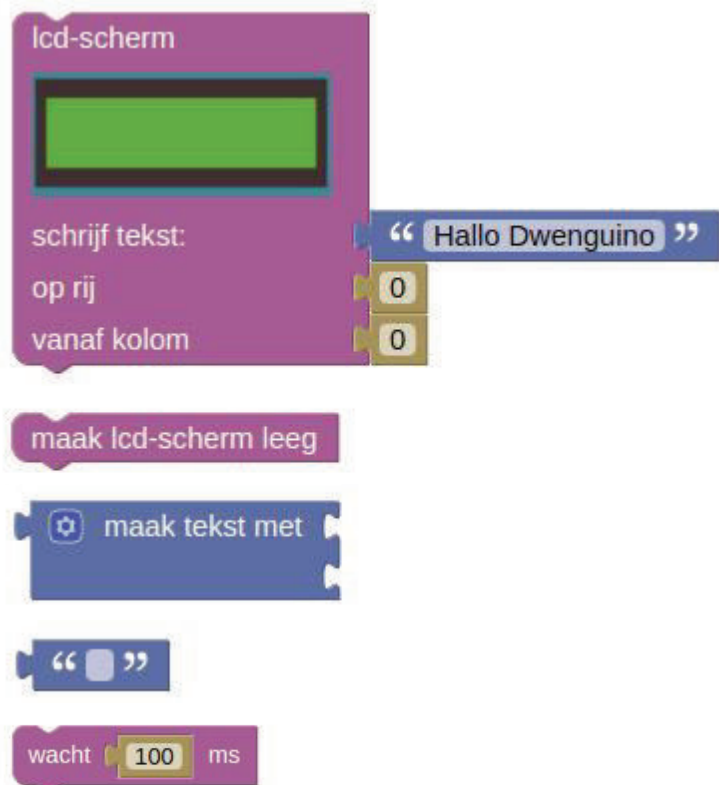 lcd-scherm
schrijf tekst: “ Hallo Dwenguino ”
op rij 0
vanaf kolom 0
maak lcd-scherm leeg
maak tekst met
“ ”
wacht 100 ms